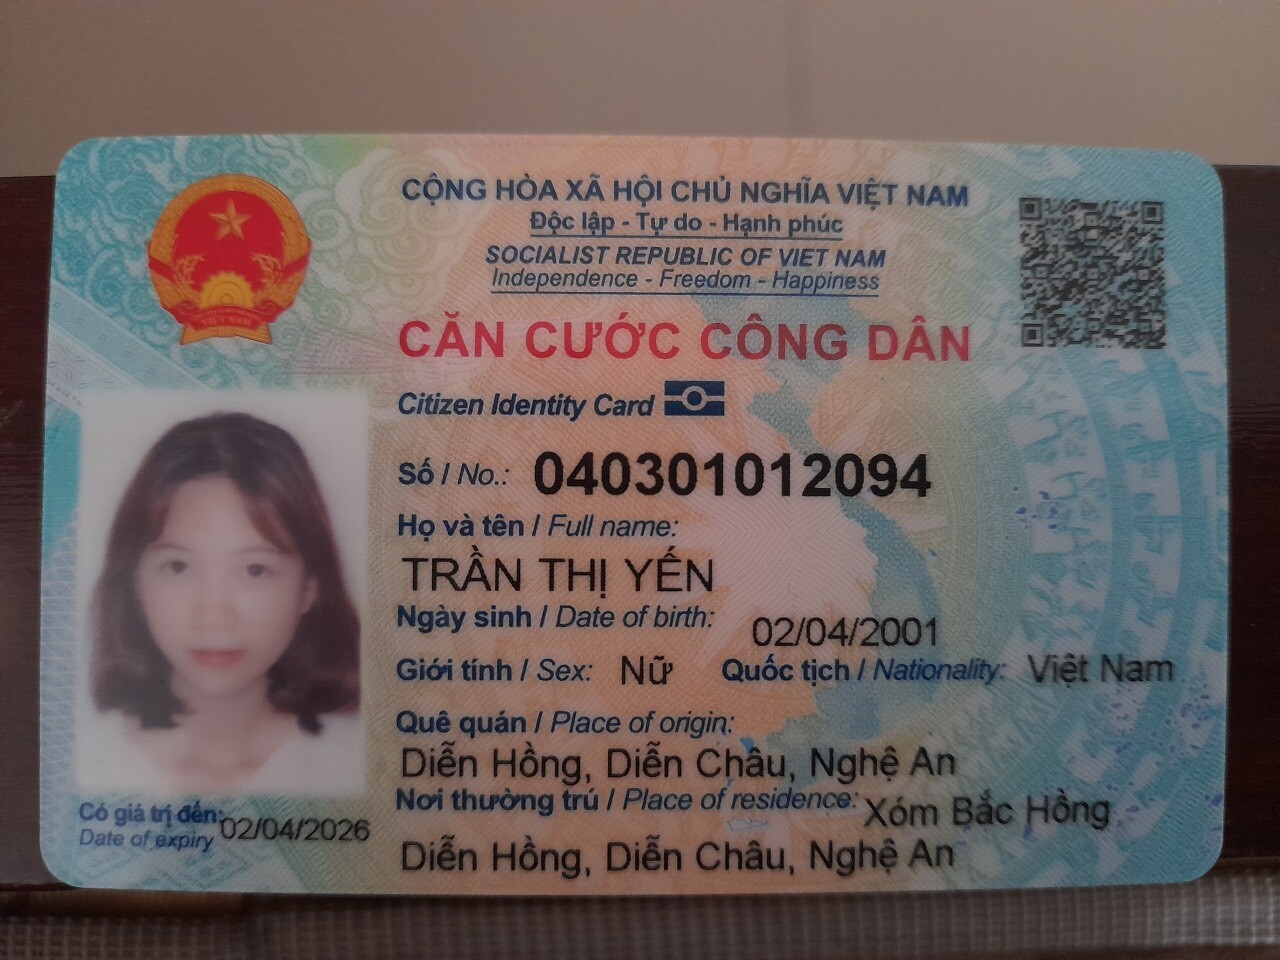 CỘNG HÒA XÃ HỘI CHỦ NGHĨA VIỆT NAM
Độc lập - Tự do - Hạnh phúc
SOCIALIST REPUBLIC OF VIET NAM
Independence - Freedom - Happiness
CĂN CƯỚC CÔNG DÂN
Citizen Identity Card
Số / No.: 040301012094
Họ và tên / Full name:
TRẦN THỊ YẾN
Ngày sinh / Date of birth: 02/04/2001
Giới tính / Sex: Nữ Quốc tịch / Nationality: Việt Nam
Quê quán / Place of origin:
Diễn Hồng, Diễn Châu, Nghệ An
Nơi thường trú / Place of residence: Xóm Bắc Hồng
Diễn Hồng, Diễn Châu, Nghệ An
Có giá trị đến: 02/04/2026
Date of expiry
VIỆT NAM